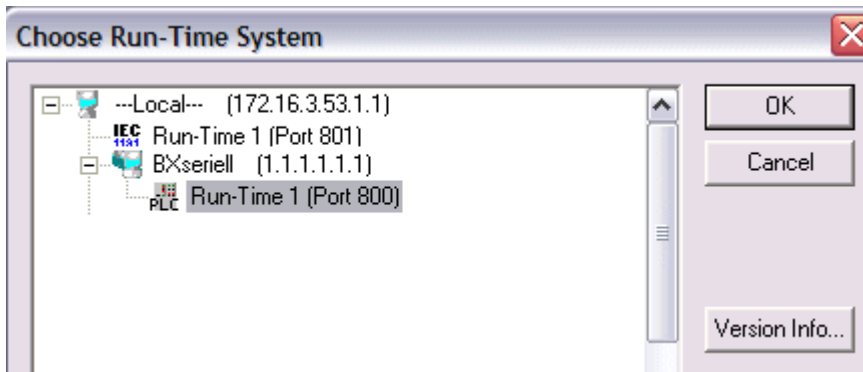 Choose Run-Time System
---Local--- (172.16.3.53.1.1)
IEC
1131
Run-Time 1 (Port 801)
BXseriell (1.1.1.1.1.1)
PLC
Run-Time 1 (Port 800)
OK
Cancel
Version Info...